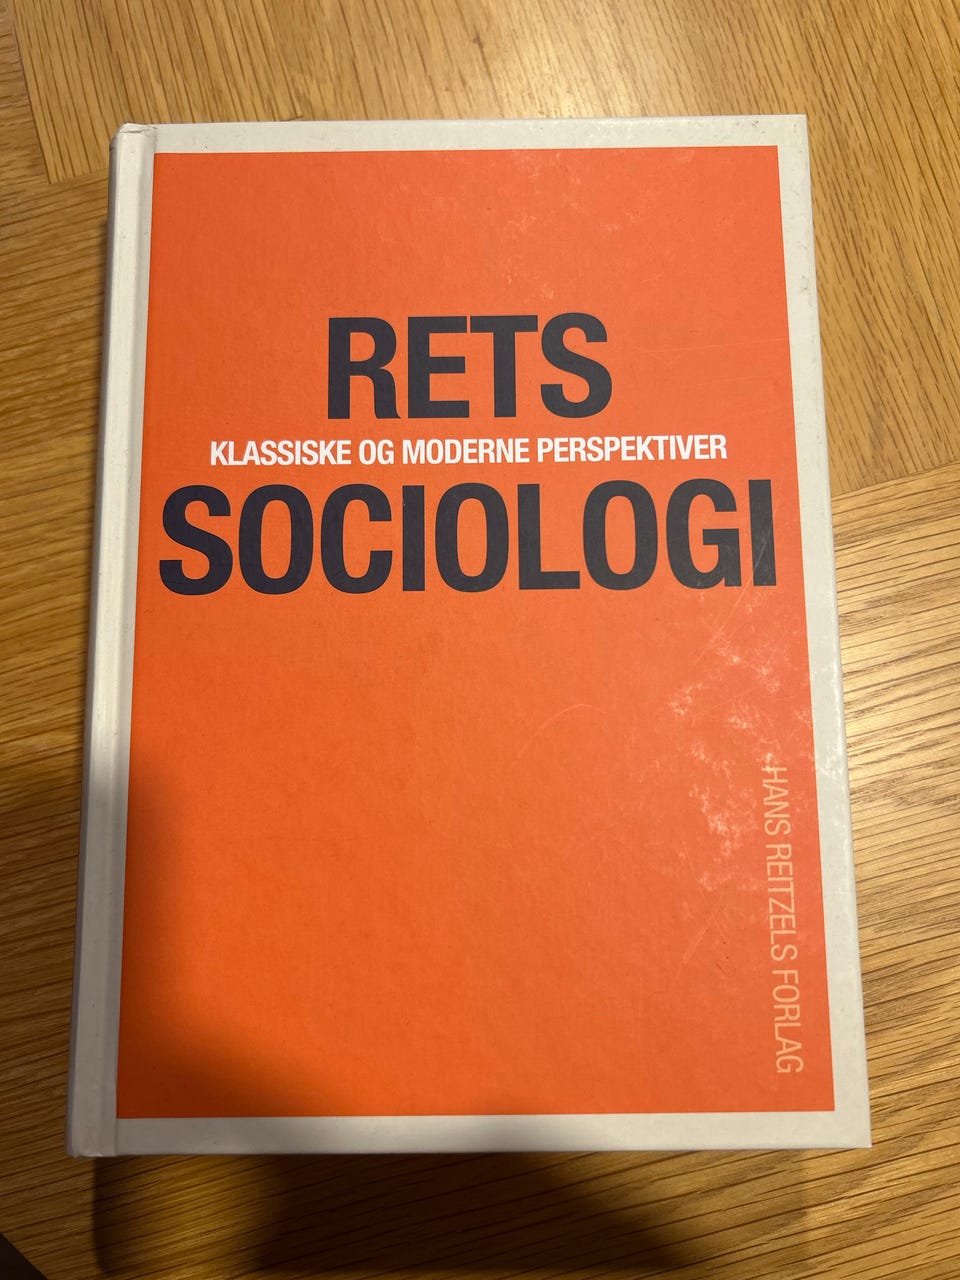 RETS
KLASSISKE OG MODERNE PERSPEKTIVER
SOCIOLOGI
HANS REITZELS FORLAG